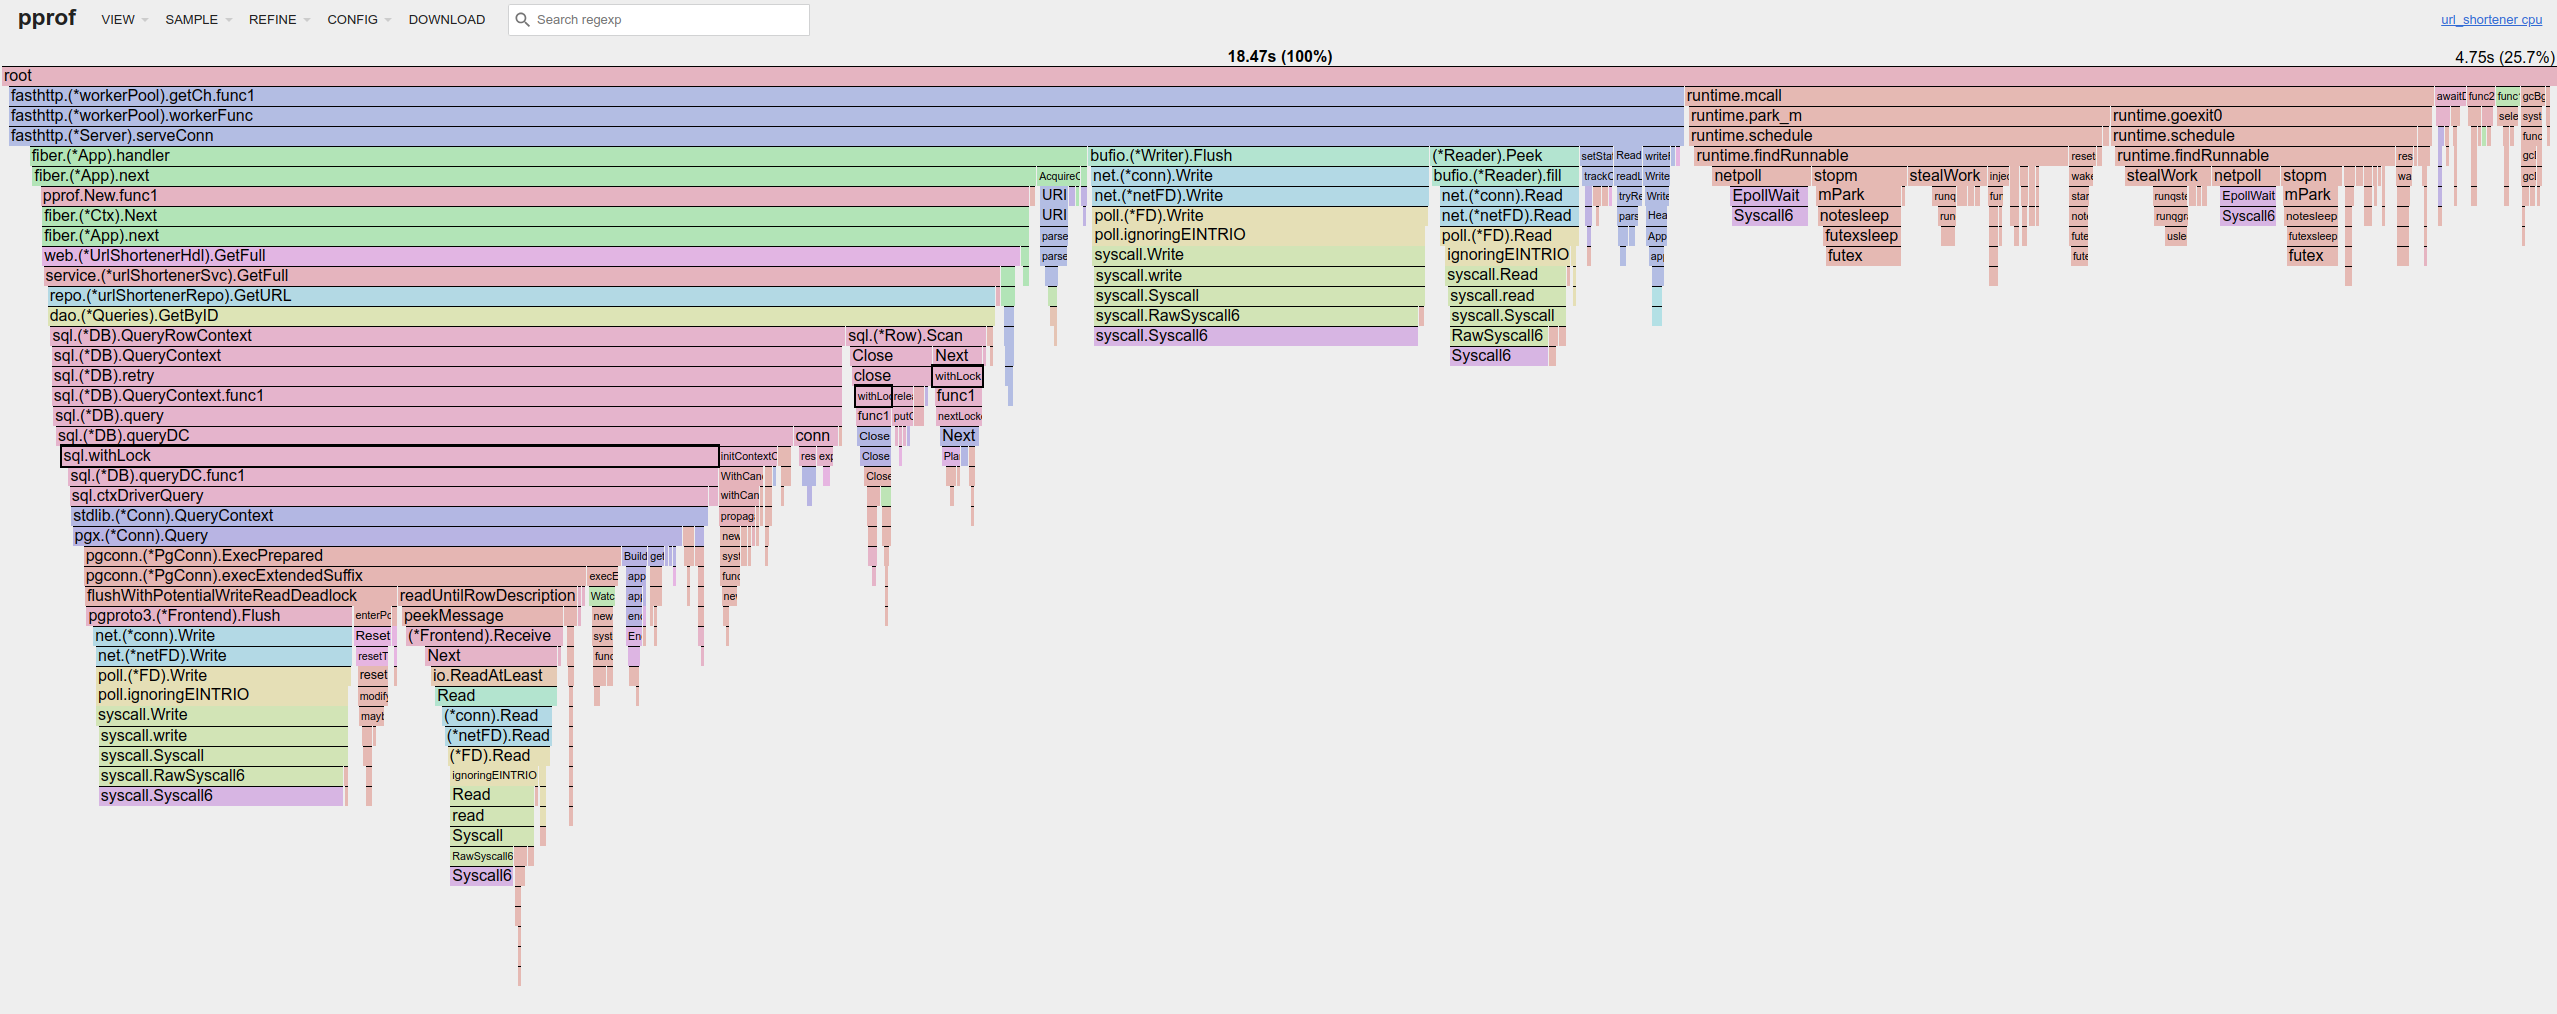 pprof VIEW SAMPLE REFINE CONFIG DOWNLOAD Search regexp url_shortener cpu
18.47s (100%) 4.75s (25.7%)
root
fasthttp.(*workerPool).getCh.func1 runtime.mcall func2
fasthttp.(*workerPool).workerFunc runtime.park_m runtime.goexit0 sele syst
fasthttp.(*Server).serveConn runtime.schedule runtime.schedule func
fiber.(*App).handler bufio.(*Writer).Flush (*Reader).Peek setStat Read writeF runtime.findRunnable reset runtime.findRunnable res gcl
fiber.(*App).next AcquireC net.(*conn).Write bufio.(*Reader).fill trackC readL Write netpoll stopm stealWork injec wake stealWork netpoll stopm wa gcl
pprof.New.func1 URI net.(*netFD).Write net.(*conn).Read tryRe Write EpollWait mPark runq fur star runqste EpollWait mPark
fiber.(*Ctx).Next URI poll.(*FD).Write net.(*netFD).Read pars Hea Syscall6 notesleep run note runqgr Syscall6 notesleep
fiber.(*App).next parse poll.ignoringEINTRIO poll.(*FD).Read App futexsleep fute usle futexsleep
web.(*UrlShortenerHdl).GetFull parse syscall.Write ignoringEINTRIO app futex fute futex
service.(*urlShortenerSvc).GetFull syscall.write syscall.Read
repo.(*urlShortenerRepo).GetURL syscall.Syscall syscall.read
dao.(*Queries).GetByID syscall.RawSyscall6 syscall.Syscall
sql.(*DB).QueryRowContext sql.(*Row).Scan syscall.Syscall6 RawSyscall6
sql.(*DB).QueryContext Close Next Syscall6
sql.(*DB).retry close withLock
sql.(*DB).QueryContext.func1 withLoc relea func1
sql.(*DB).query func1 putC nextLock
sql.(*DB).queryDC conn Close Next
sql.withLock initContextC res exp Close Pla
sql.(*DB).queryDC.func1 WithCan Close
sql.ctxDriverQuery withCan
stdlib.(*Conn).QueryContext propag
pgx.(*Conn).Query new
pgconn.(*PgConn).ExecPrepared Build get syst
pgconn.(*PgConn).execExtendedSuffix execE app func
flushWithPotentialWriteReadDeadlock readUntilRowDescription Watc app nev
pgproto3.(*Frontend).Flush enterPo peekMessage new enc
net.(*conn).Write Reset (*Frontend).Receive syst En
net.(*netFD).Write resetT Next func
poll.(*FD).Write reset io.ReadAtLeast
poll.ignoringEINTRIO modify Read
syscall.Write mayb (*conn).Read
syscall.write (*netFD).Read
syscall.Syscall (*FD).Read
syscall.RawSyscall6 ignoringEINTRIO
syscall.Syscall6 Read
read
Syscall
RawSyscall6
Syscall6